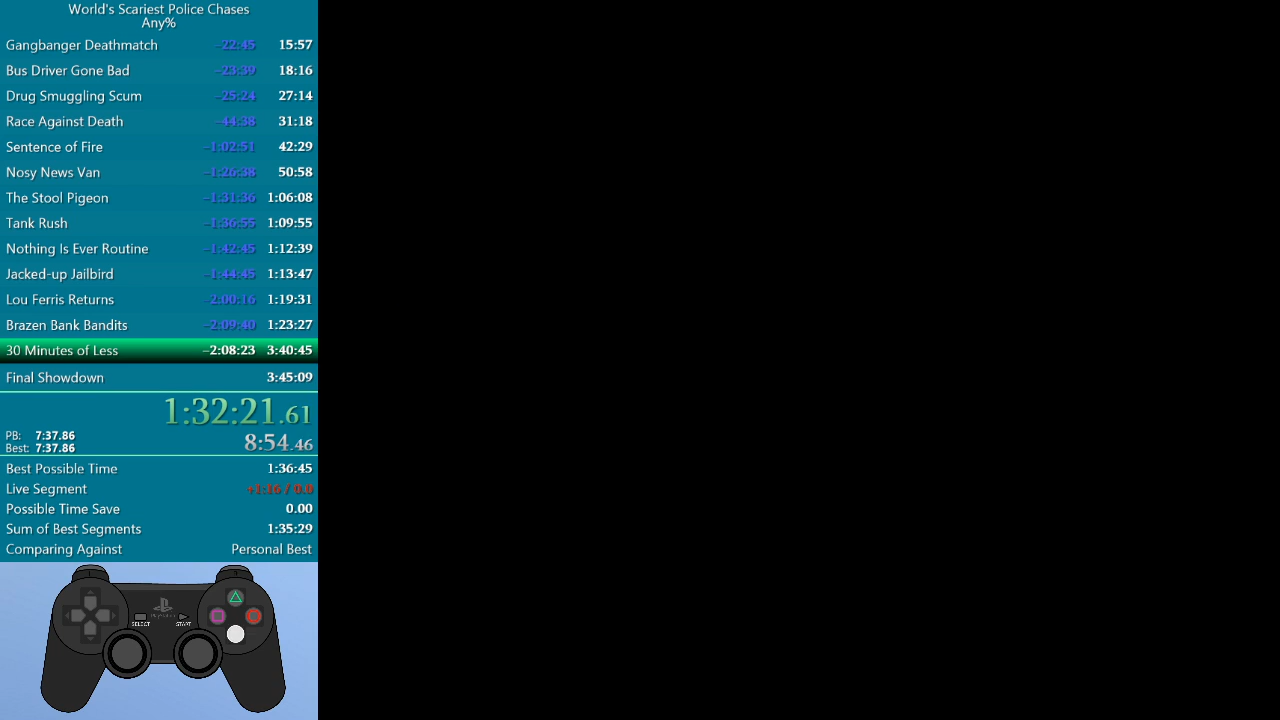 World's Scariest Police Chases
Any%
Gangbanger Deathmatch −22:45 15:57
Bus Driver Gone Bad −23:39 18:16
Drug Smuggling Scum −25:24 27:14
Race Against Death −44:38 31:18
Sentence of Fire −1:02:51 42:29
Nosy News Van −1:26:38 50:58
The Stool Pigeon −1:31:36 1:06:08
Tank Rush −1:36:55 1:09:55
Nothing Is Ever Routine −1:42:45 1:12:39
Jacked-up Jailbird −1:44:45 1:13:47
Lou Ferris Returns −2:00:16 1:19:31
Brazen Bank Bandits −2:09:40 1:23:27
30 Minutes of Less −2:08:23 3:40:45
Final Showdown 3:45:09
1:32:21.61
PB: 7:37.86
Best: 7:37.86
8:54.46
Best Possible Time 1:36:45
Live Segment +1:16 / 0.0
Possible Time Save 0.00
Sum of Best Segments 1:35:29
Comparing Against Personal Best
SELECT START